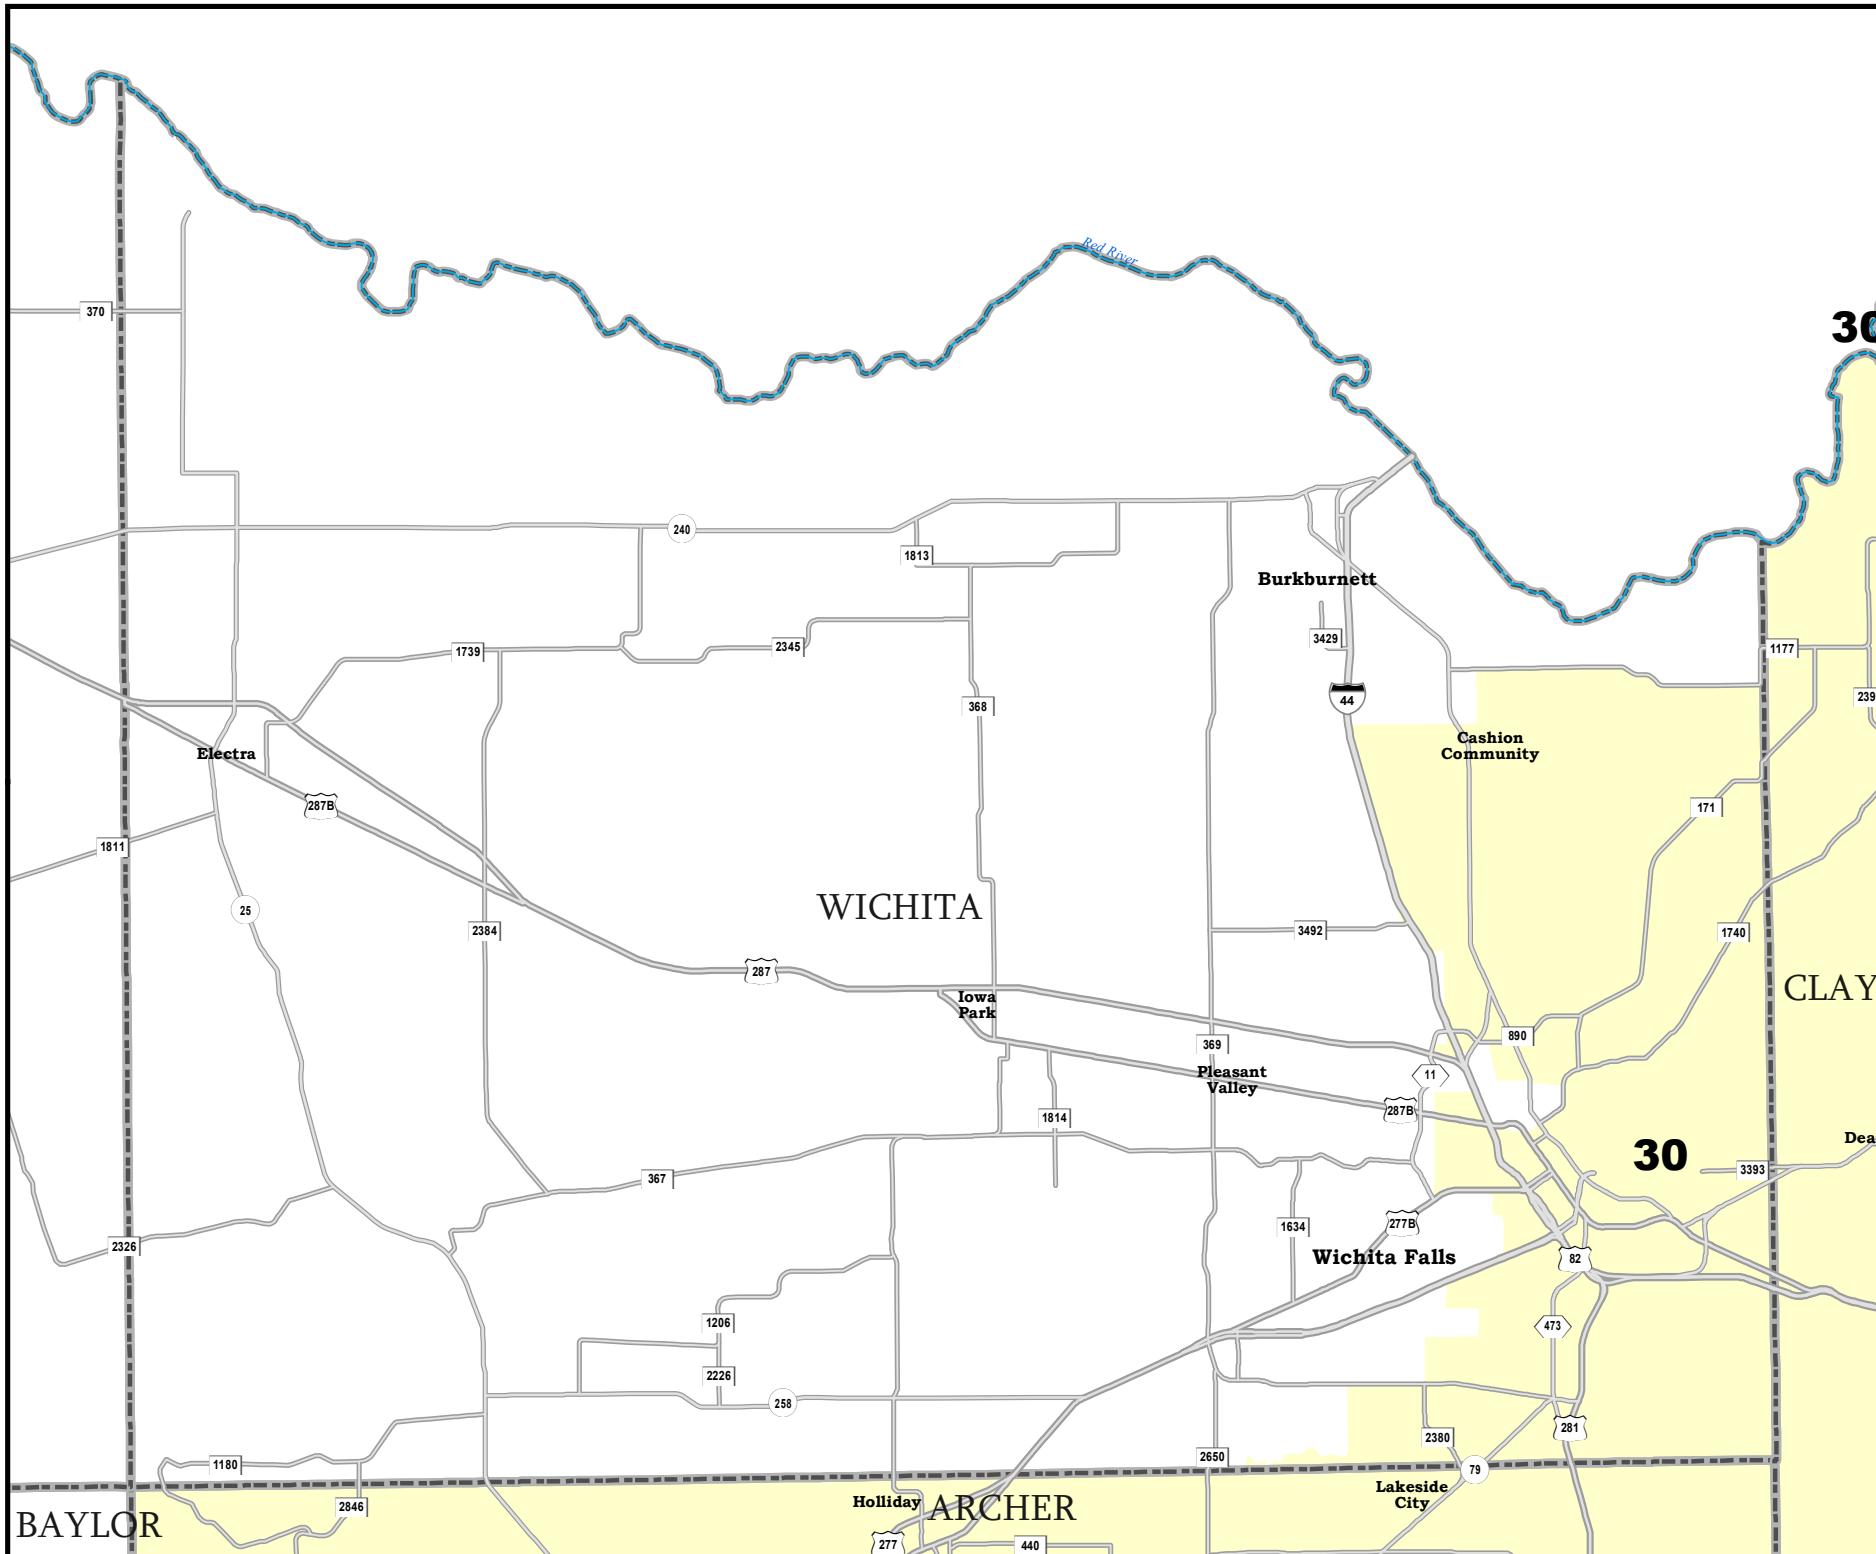 Red River
370
30
240
1813
Burkburnett
3429
1739
2345
1177
239
368
44
Electra
Cashion
Community
287B
171
1811
WICHITA
25
2384
3492
1740
287
CLAY
Iowa
Park
890
369
Pleasant
Valley
11
287B
1814
30
Dea
3393
367
277B
1634
2326
Wichita Falls
82
1206
473
2226
258
281
2380
2650
1180
79
Lakeside
City
2846
Holliday
ARCHER
BAYLOR
277
440